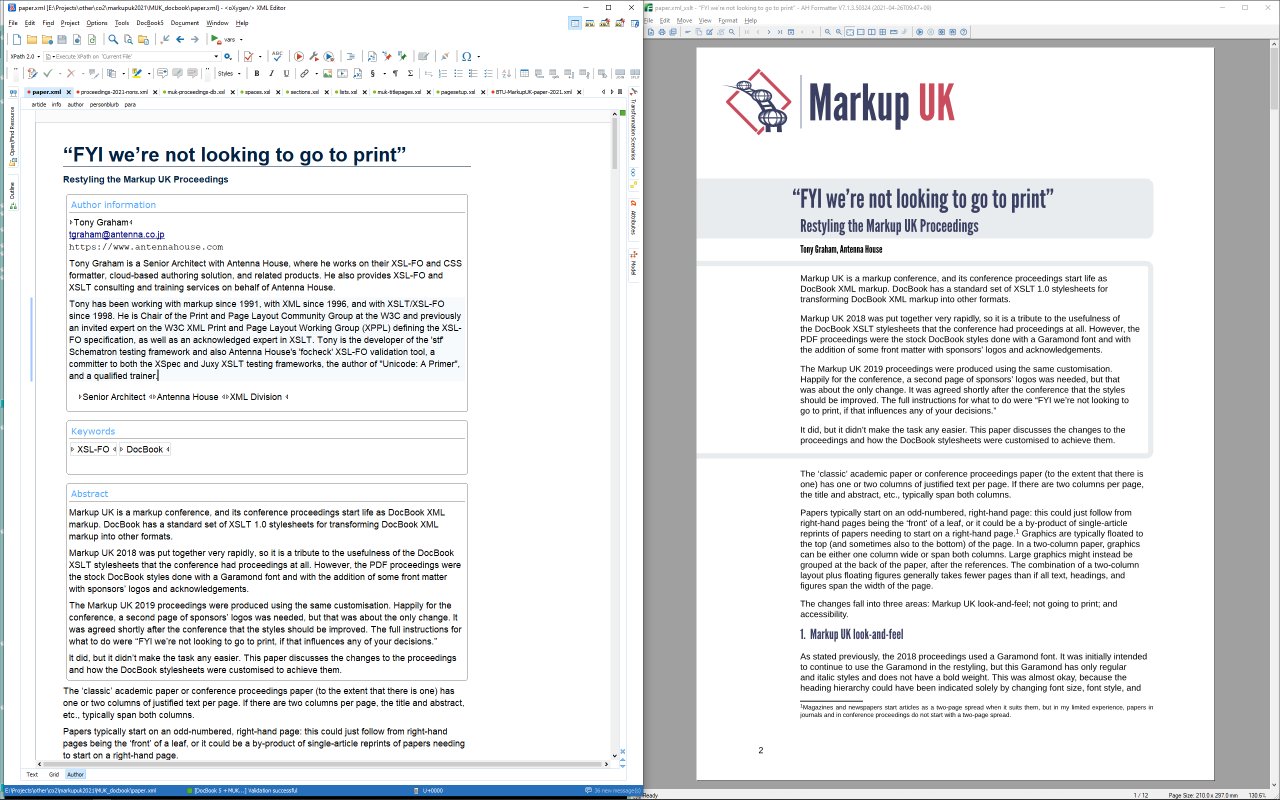 paper.xml [E:\Projects\other\co2\markupuk2021\MUK_docbook\paper.xml] - <oXygen/> XML Editor
File Edit Find Project Options Tools DocBook5 Document Window Help
vars
XPath 2.0 Execute XPath on 'Current File'
Styles B I U
paper.xml proceedings-2021-nons.xml muk-proceedings-db.xsl spaces.xsl sections.xsl lists.xsl muk-titlepages.xsl pagesetup.xsl BTU-MarkupUK-paper-2021.xml
article info author personblurb para
Open/Find Resource
Outline
Transformation Scenarios
Attributes
Model
“FYI we’re not looking to go to print”
Restyling the Markup UK Proceedings
Author information
Tony Graham
tgraham@antenna.co.jp
https://www.antennahouse.com
Tony Graham is a Senior Architect with Antenna House, where he works on their XSL-FO and CSS
formatter, cloud-based authoring solution, and related products. He also provides XSL-FO and
XSLT consulting and training services on behalf of Antenna House.
Tony has been working with markup since 1991, with XML since 1996, and with XSLT/XSL-FO
since 1998. He is Chair of the Print and Page Layout Community Group at the W3C and previously
an invited expert on the W3C XML Print and Page Layout Working Group (XPPL) defining the XSL-
FO specification, as well as an acknowledged expert in XSLT. Tony is the developer of the 'stf'
Schematron testing framework and also Antenna House's 'focheck' XSL-FO validation tool, a
committer to both the XSpec and Juxy XSLT testing frameworks, the author of "Unicode: A Primer",
and a qualified trainer.
Senior Architect Antenna House XML Division
Keywords
XSL-FO DocBook
Abstract
Markup UK is a markup conference, and its conference proceedings start life as DocBook XML
markup. DocBook has a standard set of XSLT 1.0 stylesheets for transforming DocBook XML
markup into other formats.
Markup UK 2018 was put together very rapidly, so it is a tribute to the usefulness of the DocBook
XSLT stylesheets that the conference had proceedings at all. However, the PDF proceedings were
the stock DocBook styles done with a Garamond font and with the addition of some front matter
with sponsors’ logos and acknowledgements.
The Markup UK 2019 proceedings were produced using the same customisation. Happily for the
conference, a second page of sponsors’ logos was needed, but that was about the only change. It
was agreed shortly after the conference that the styles should be improved. The full instructions for
what to do were “FYI we’re not looking to go to print, if that influences any of your decisions.”
It did, but it didn’t make the task any easier. This paper discusses the changes to the proceedings
and how the DocBook stylesheets were customised to achieve them.
The ‘classic’ academic paper or conference proceedings paper (to the extent that there is one) has
one or two columns of justified text per page. If there are two columns per page, the title and abstract,
etc., typically span both columns.
Papers typically start on an odd-numbered, right-hand page: this could just follow from right-hand
pages being the ‘front’ of a leaf, or it could be a by-product of single-article reprints of papers needing
to start on a right-hand page.
Text Grid Author
E:\Projects\other\co2\markupuk2021\MUK_docbook\paper.xml [DocBook 5 + MUK...] Validation successful U+0000 36 new message(s)
paper.xml_xslt - "FYI we're not looking to go to print" - AH Formatter V7.1.3.50324 (2021-04-26T09:47+09)
File Edit Move View Format Help
Markup UK
“FYI we’re not looking to go to print”
Restyling the Markup UK Proceedings
Tony Graham, Antenna House
Markup UK is a markup conference, and its conference proceedings start life as
DocBook XML markup. DocBook has a standard set of XSLT 1.0 stylesheets for
transforming DocBook XML markup into other formats.
Markup UK 2018 was put together very rapidly, so it is a tribute to the usefulness of
the DocBook XSLT stylesheets that the conference had proceedings at all. However, the
PDF proceedings were the stock DocBook styles done with a Garamond font and with
the addition of some front matter with sponsors’ logos and acknowledgements.
The Markup UK 2019 proceedings were produced using the same customisation.
Happily for the conference, a second page of sponsors’ logos was needed, but that
was about the only change. It was agreed shortly after the conference that the styles
should be improved. The full instructions for what to do were “FYI we’re not looking to
go to print, if that influences any of your decisions.”
It did, but it didn’t make the task any easier. This paper discusses the changes to the
proceedings and how the DocBook stylesheets were customised to achieve them.
The ‘classic’ academic paper or conference proceedings paper (to the extent that there is
one) has one or two columns of justified text per page. If there are two columns per page,
the title and abstract, etc., typically span both columns.
Papers typically start on an odd-numbered, right-hand page: this could just follow from
right-hand pages being the ‘front’ of a leaf, or it could be a by-product of single-article
reprints of papers needing to start on a right-hand page.1 Graphics are typically floated to
the top (and sometimes also to the bottom) of the page. In a two-column paper, graphics
can be either one column wide or span both columns. Large graphics might instead be
grouped at the back of the paper, after the references. The combination of a two-column
layout plus floating figures generally takes fewer pages than if all text, headings, and
figures span the width of the page.
The changes fall into three areas: Markup UK look-and-feel; not going to print; and
accessibility.
1. Markup UK look-and-feel
As stated previously, the 2018 proceedings used a Garamond font. It was initially intended
to continue to use the Garamond in the restyling, but this Garamond has only regular
and italic styles and does not have a bold weight. This was almost okay, because the
heading hierarchy could have been indicated solely by changing font size, font style, and
1Magazines and newspapers start articles as a two-page spread when it suits them, but in my limited experience, papers in
journals and in conference proceedings do not start with a two-page spread.
2
Ready 1 / 12 Page Size: 210.0 x 297.0 mm 130.6%